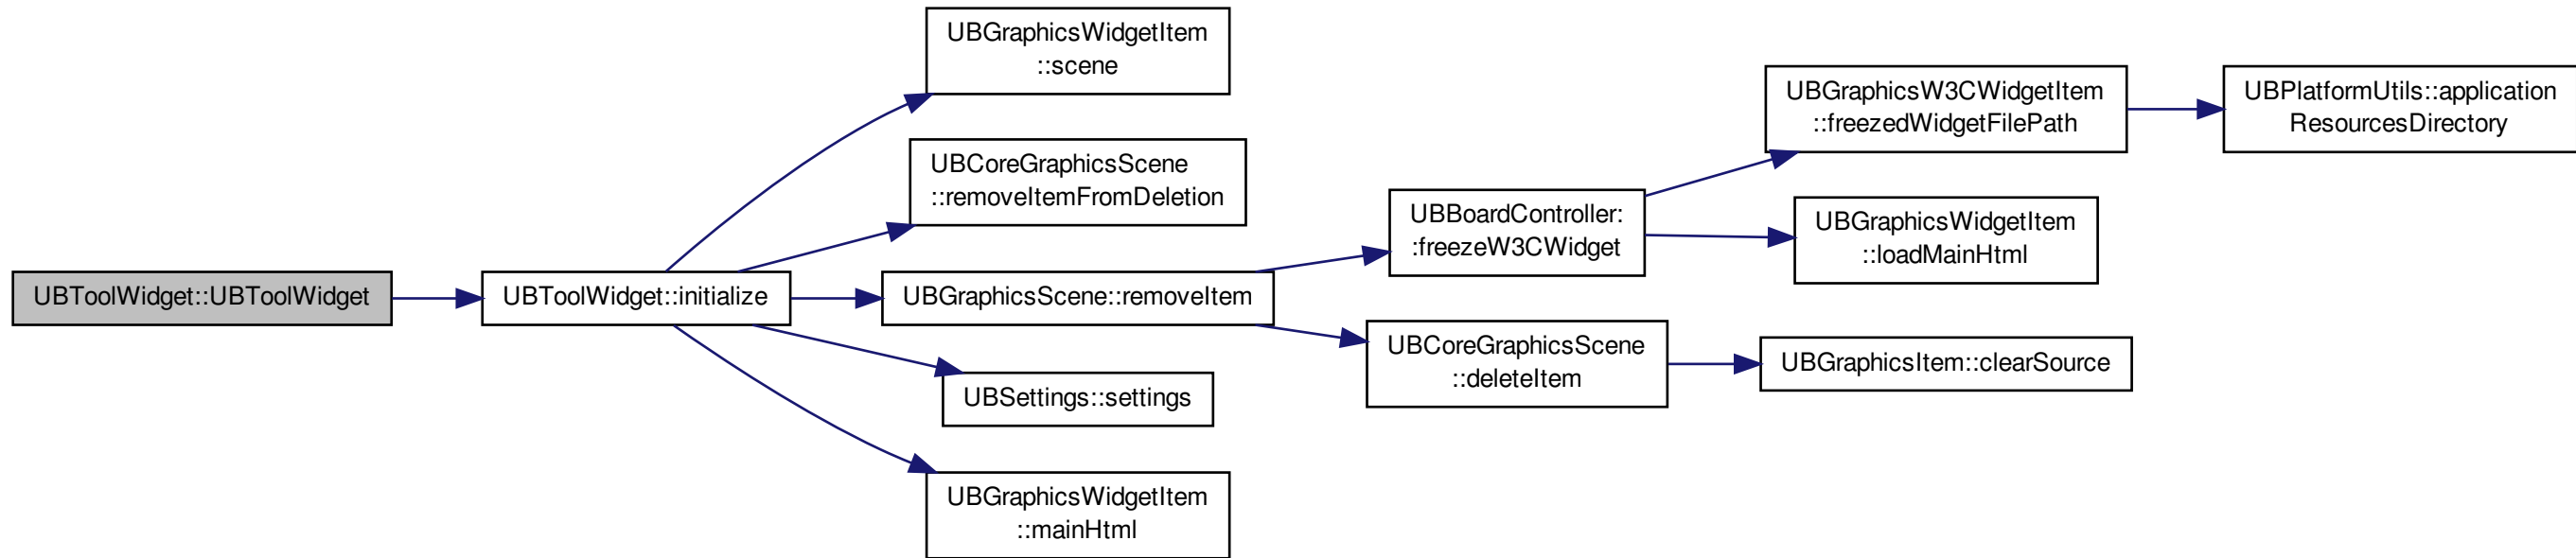 UBToolWidget::UBToolWidget
UBToolWidget::initialize
UBGraphicsWidgetItem
::scene
UBCoreGraphicsScene
::removeItemFromDeletion
UBGraphicsScene::removeItem
UBSettings::settings
UBGraphicsWidgetItem
::mainHtml
UBBoardController:
:freezeW3CWidget
UBCoreGraphicsScene
::deleteItem
UBGraphicsW3CWidgetItem
::freezedWidgetFilePath
UBGraphicsWidgetItem
::loadMainHtml
UBGraphicsItem::clearSource
UBPlatformUtils::application
ResourcesDirectory